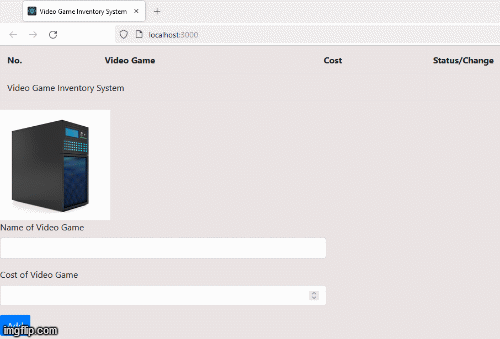 Video Game Inventory System
localhost:3000
No. Video Game Cost Status/Change
Video Game Inventory System
Name of Video Game
Cost of Video Game
imgflip.com